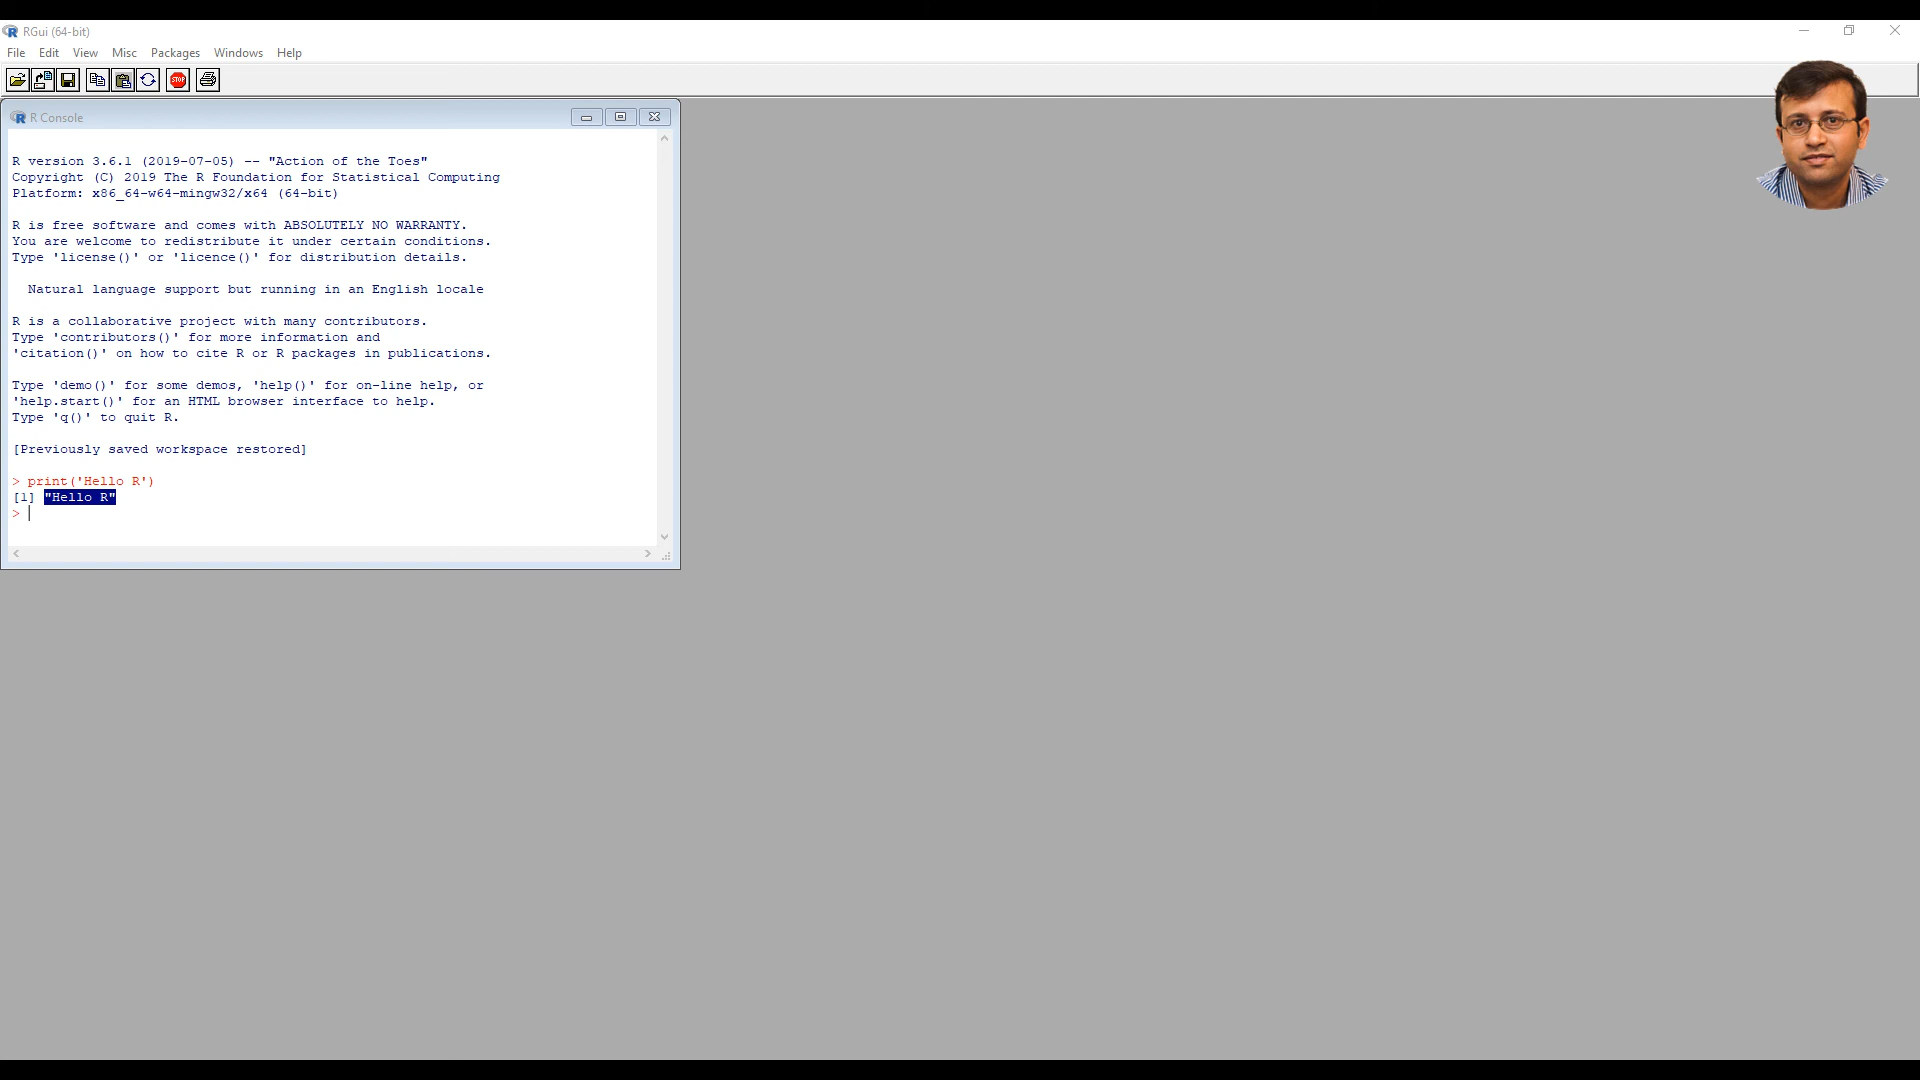 RGui (64-bit)
File Edit View Misc Packages Windows Help
STOP
R Console
R version 3.6.1 (2019-07-05) -- "Action of the Toes"
Copyright (C) 2019 The R Foundation for Statistical Computing
Platform: x86_64-w64-mingw32/x64 (64-bit)
R is free software and comes with ABSOLUTELY NO WARRANTY.
You are welcome to redistribute it under certain conditions.
Type 'license()' or 'licence()' for distribution details.
Natural language support but running in an English locale
R is a collaborative project with many contributors.
Type 'contributors()' for more information and
'citation()' on how to cite R or R packages in publications.
Type 'demo()' for some demos, 'help()' for on-line help, or
'help.start()' for an HTML browser interface to help.
Type 'q()' to quit R.
[Previously saved workspace restored]
> print('Hello R')
[1] "Hello R"
>